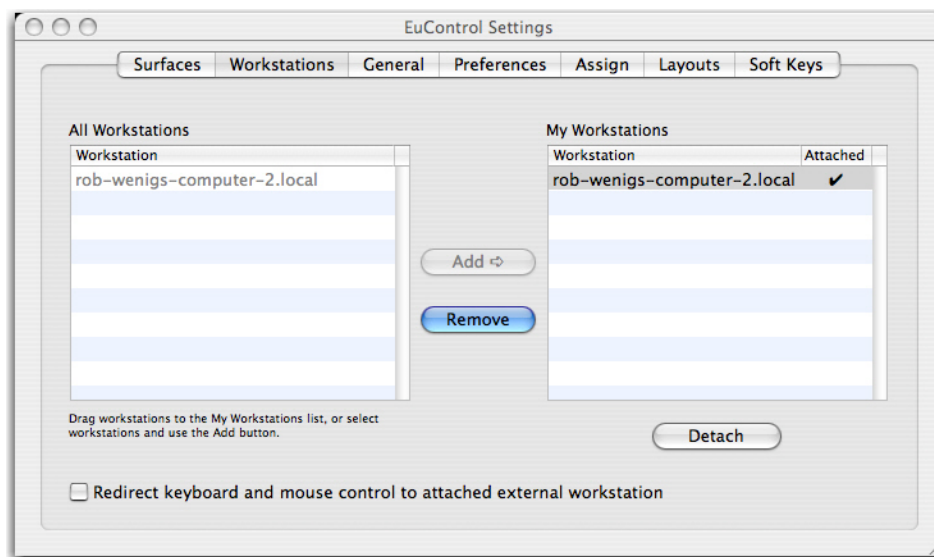 EuControl Settings
Surfaces Workstations General Preferences Assign Layouts Soft Keys
All Workstations
Workstation
rob-wenigs-computer-2.local
My Workstations
Workstation Attached
rob-wenigs-computer-2.local ✔
Add ⇨
Remove
Drag workstations to the My Workstations list, or select
workstations and use the Add button.
Detach
Redirect keyboard and mouse control to attached external workstation